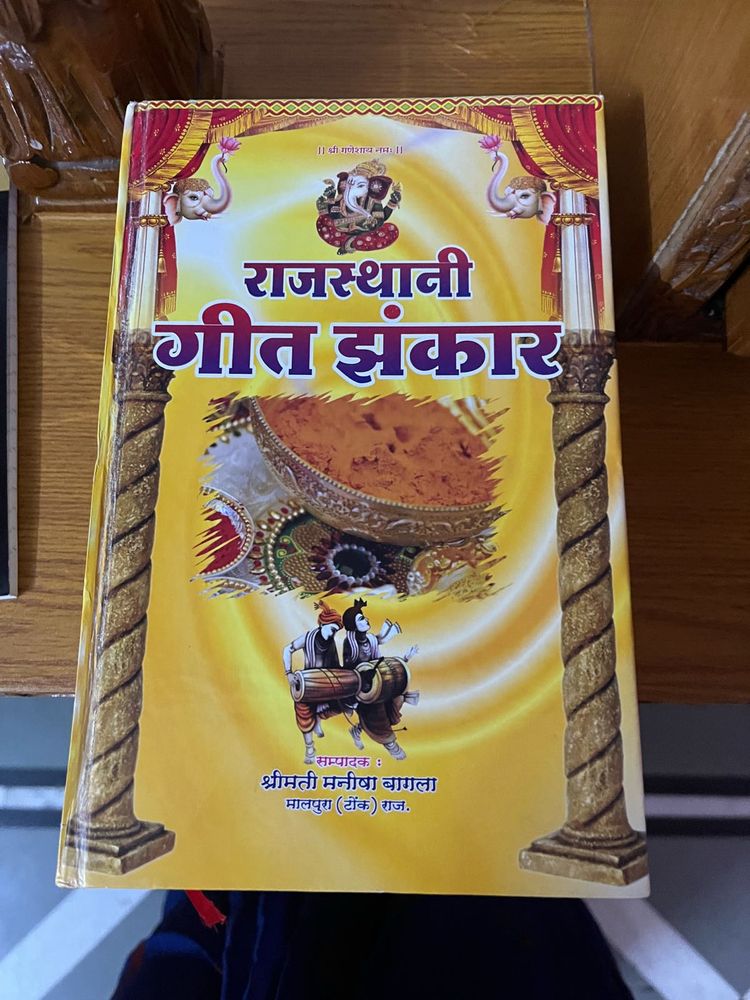 ।। श्री गणेशाय नमः ।।
राजस्थानी
गीत झंकार
सम्पादक :
श्रीमती मनीषा बागला
मालपुरा (टोंक) राज.